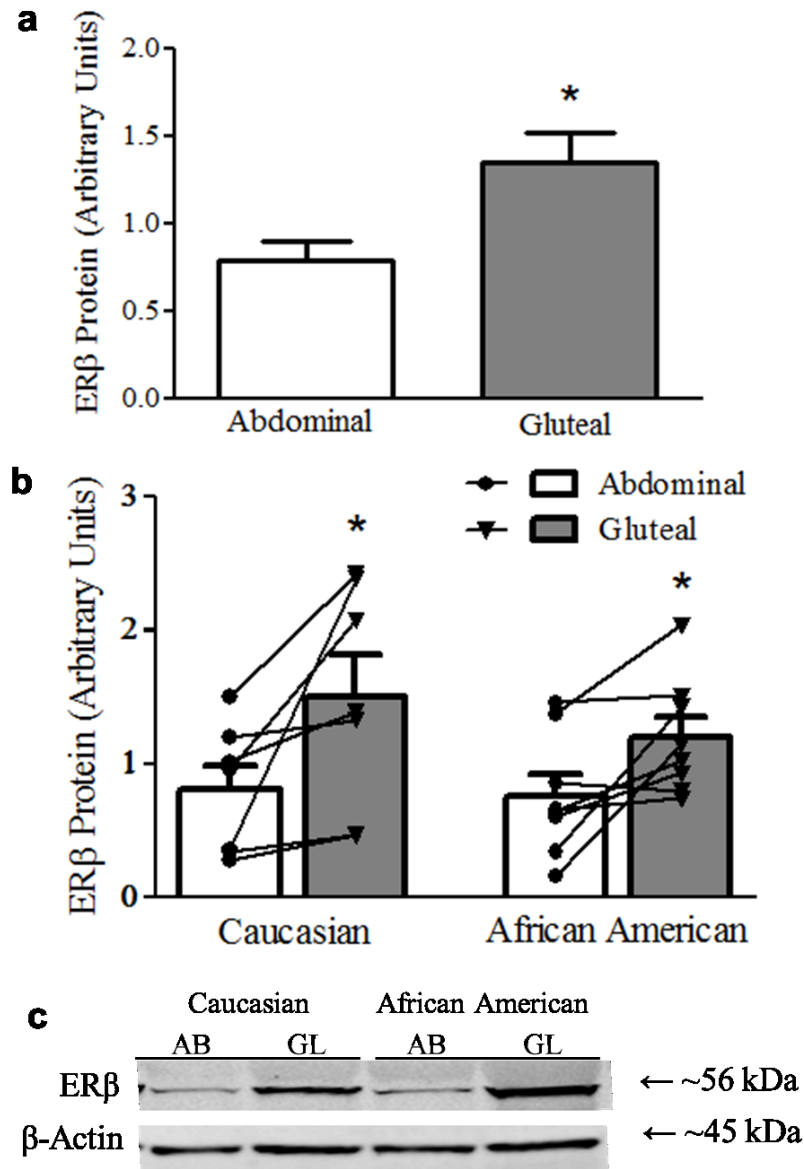 a
ERβ Protein (Arbitrary Units)
2.0
1.5
1.0
0.5
0.0
*
Abdominal
Gluteal
b
ERβ Protein (Arbitrary Units)
3
2
1
0
Abdominal
Gluteal
*
*
Caucasian
African American
c
Caucasian
African American
AB
GL
AB
GL
ERβ
← ~56 kDa
β-Actin
← ~45 kDa